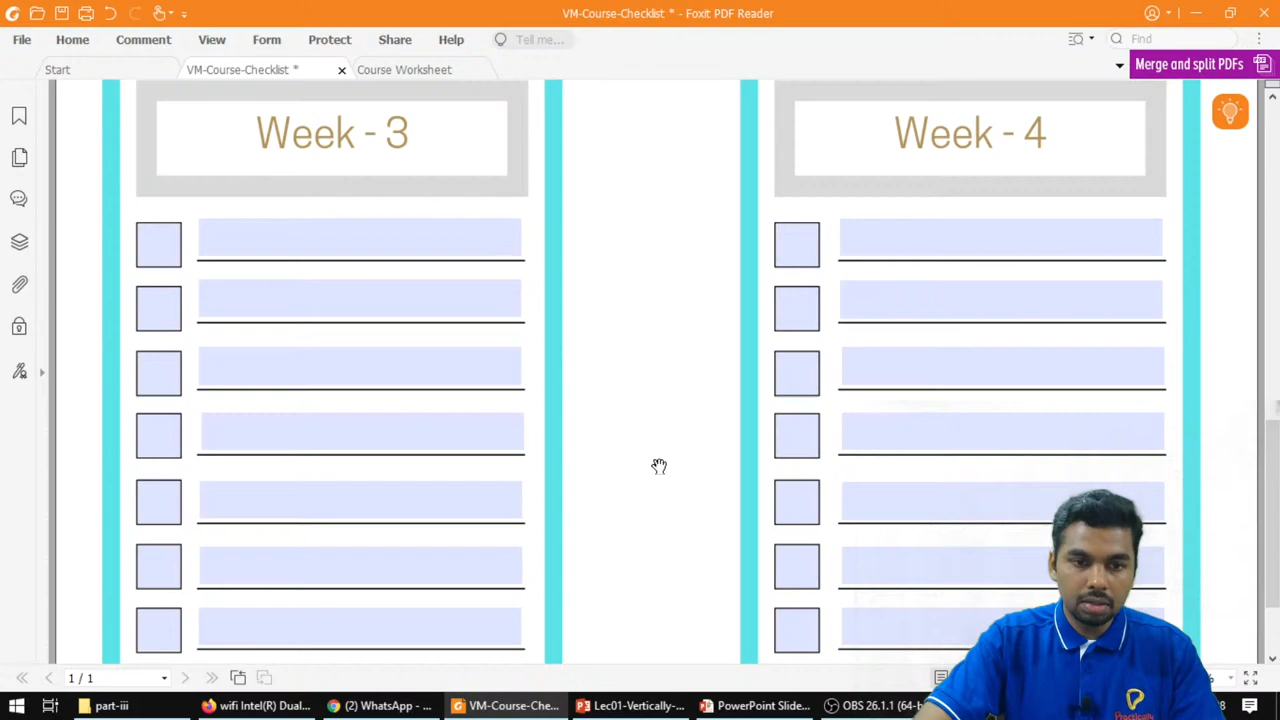 VM-Course-Checklist * - Foxit PDF Reader
File Home Comment View Form Protect Share Help Tell me... Find
Start VM-Course-Checklist * Course Worksheet Merge and split PDFs
Week - 3 Week - 4
1 / 1
part-iii wifi Intel(R) Dual... (2) WhatsApp - ... VM-Course-Che... Lec01-Vertically-... PowerPoint Slide... OBS 26.1.1 (64-b
Practically